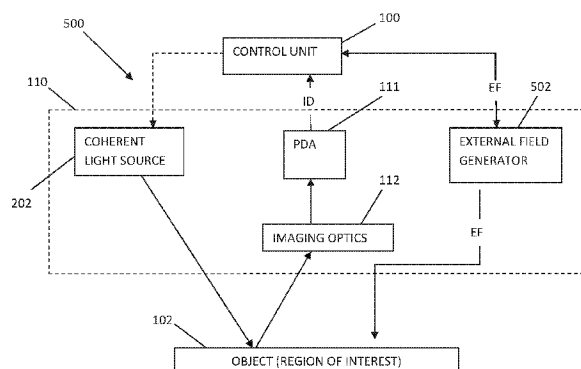 500
100
CONTROL UNIT
110
ID
111
EF
502
COHERENT
LIGHT SOURCE
PDA
EXTERNAL FIELD
GENERATOR
202
112
IMAGING OPTICS
EF
102
OBJECT (REGION OF INTEREST)